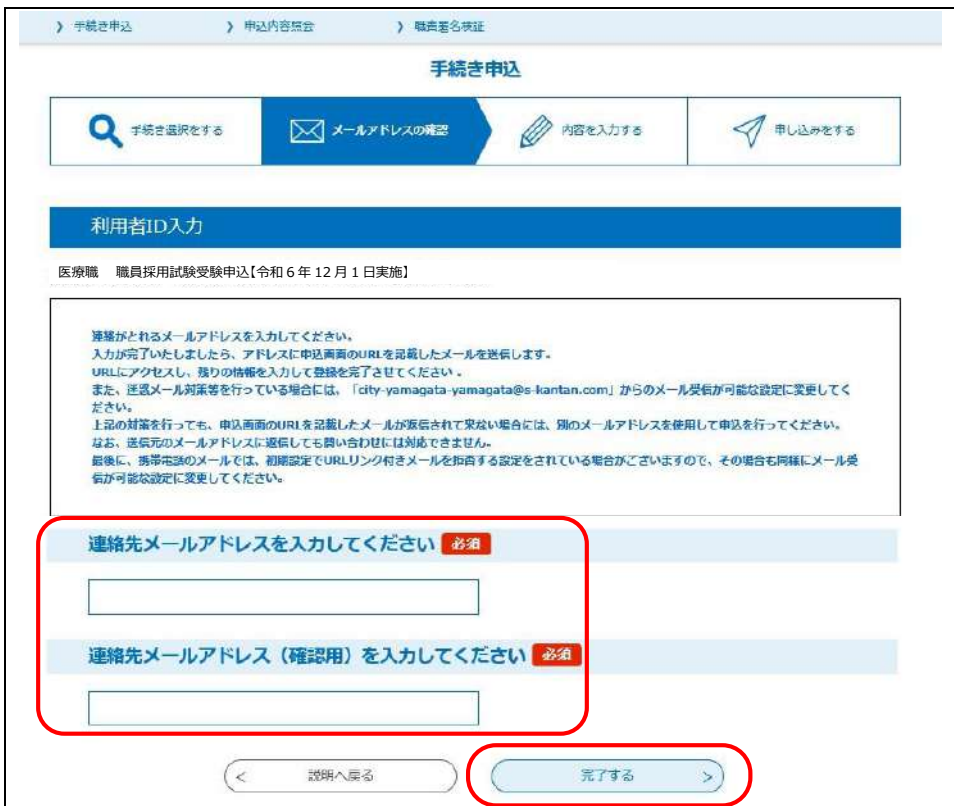 手続き申込
申込内容照会
職責署名検証
手続き申込
手続き選択をする
メールアドレスの確認
内容を入力する
申し込みをする
利用者ID入力
医療職 職員採用試験受験申込【令和6年12月1日実施】
連絡がとれるメールアドレスを入力してください。
入力が完了いたしましたら、アドレスに申込画面のURLを記載したメールを送信します。
URLにアクセスし、残りの情報を入力して登録を完了させてください。
また、迷惑メール対策等を行っている場合には、「city-yamagata-yamagata@s-kantan.com」からのメール受信が可能な設定に変更してく
ださい。
上記の対策を行っても、申込画面のURLを記載したメールが返信されて来ない場合には、別のメールアドレスを使用して申込を行ってください。
なお、送信元のメールアドレスに返信しても問い合わせには対応できません。
最後に、携帯電話のメールでは、初期設定でURLリンク付きメールを拒否する設定をされている場合がございますので、その場合も同様にメール受
信が可能な設定に変更してください。
連絡先メールアドレスを入力してください 必須
連絡先メールアドレス（確認用）を入力してください 必須
< 説明へ戻る
完了する >